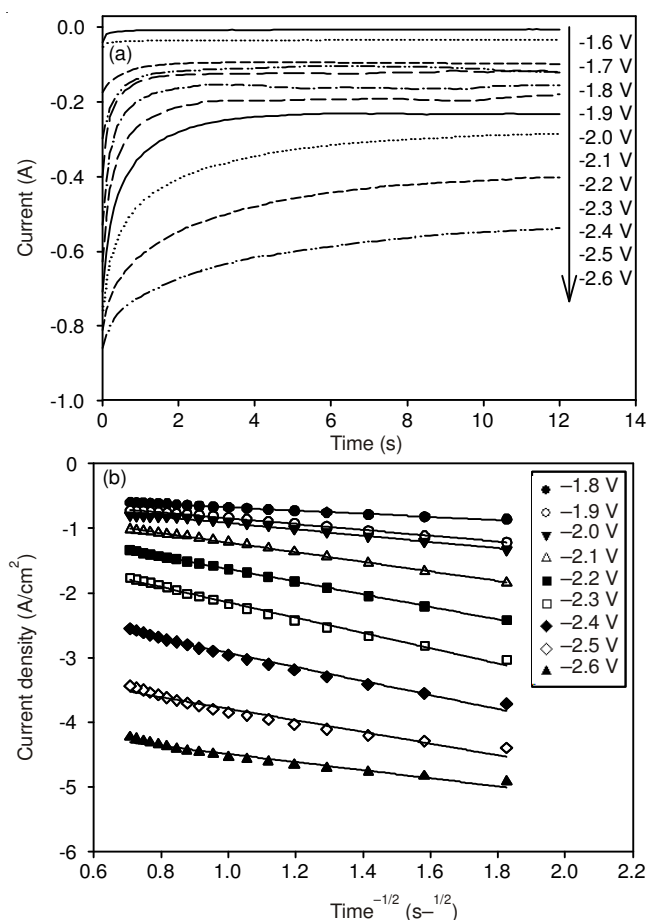 0.0
-0.2
-0.4
-0.6
-0.8
-1.0
Current (A)
(a)
-1.6 V
-1.7 V
-1.8 V
-1.9 V
-2.0 V
-2.1 V
-2.2 V
-2.3 V
-2.4 V
-2.5 V
-2.6 V
0 2 4 6 8 10 12 14
Time (s)
(b)
0
-1
-2
-3
-4
-5
-6
Current density (A/cm²)
–1.8 V
–1.9 V
–2.0 V
–2.1 V
–2.2 V
–2.3 V
–2.4 V
–2.5 V
–2.6 V
0.6 0.8 1.0 1.2 1.4 1.6 1.8 2.0 2.2
Time⁻¹/² (s–¹/²)